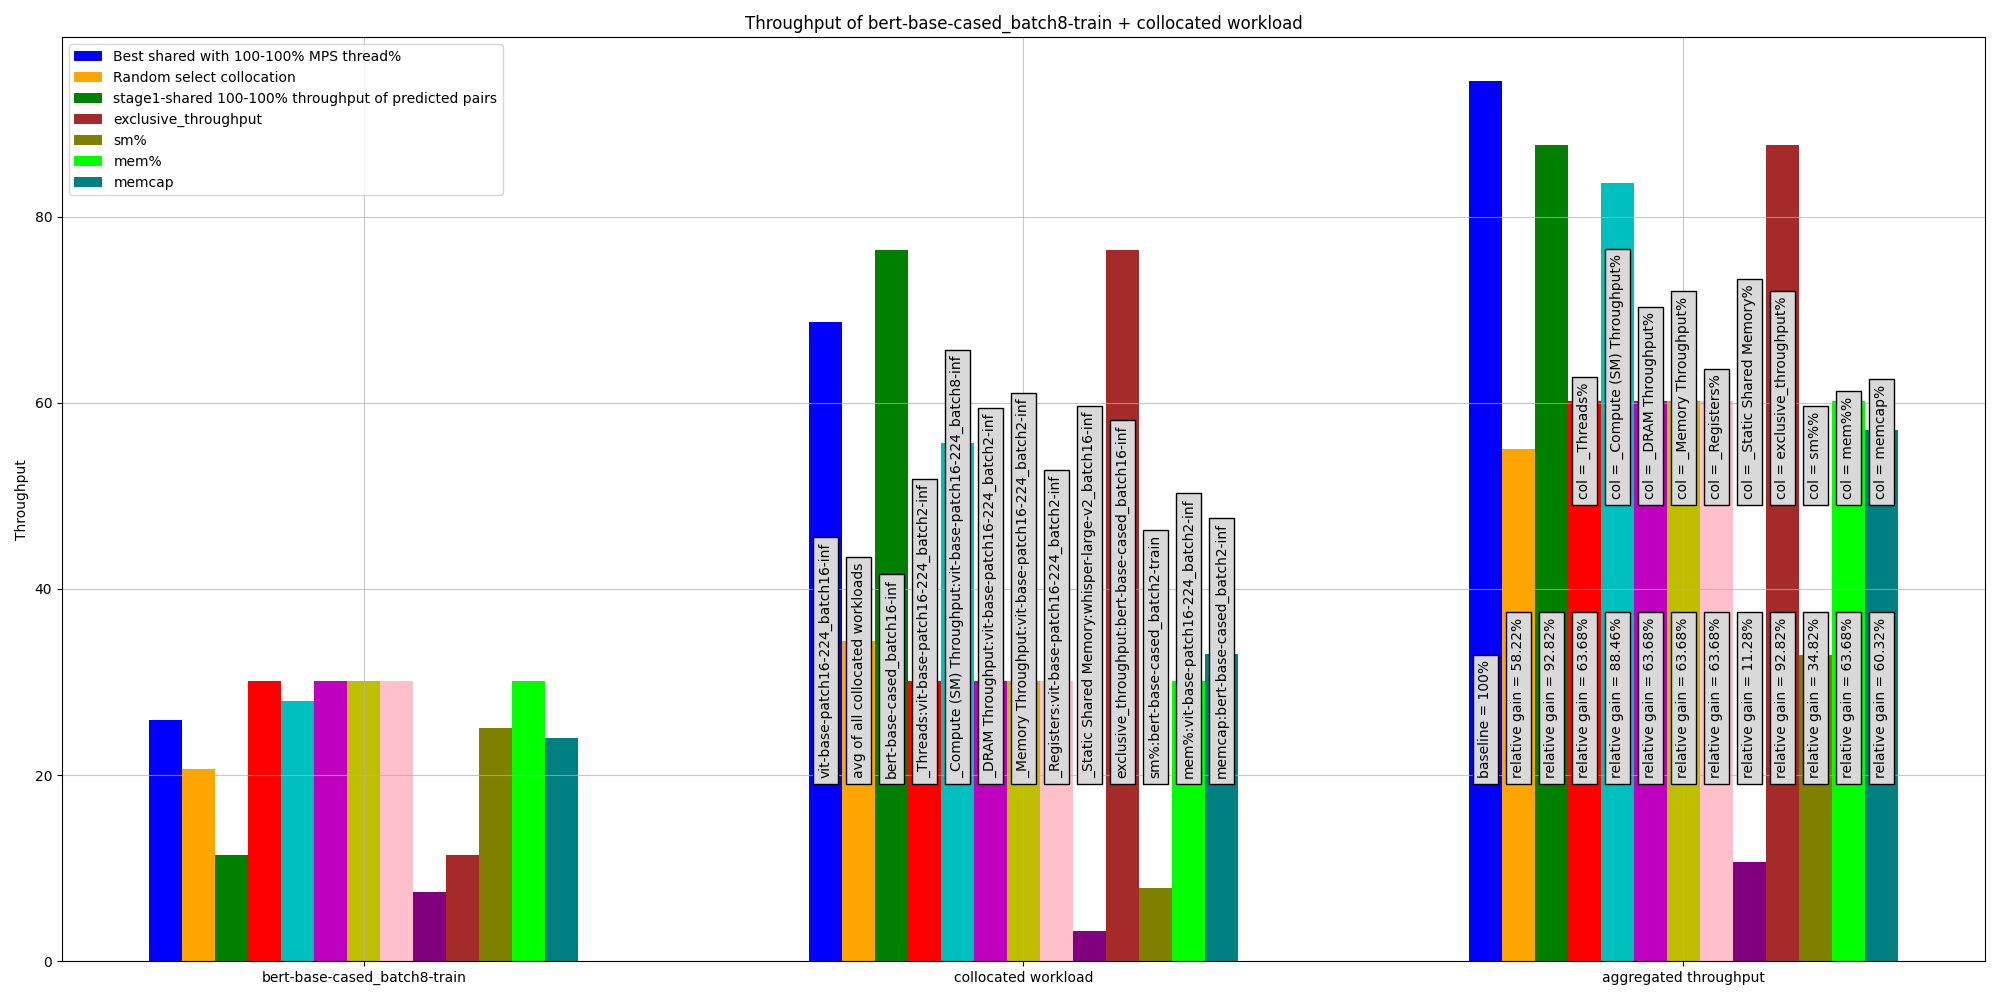 Throughput of bert-base-cased_batch8-train + collocated workload
Best shared with 100-100% MPS thread%
Random select collocation
stage1-shared 100-100% throughput of predicted pairs
exclusive_throughput
sm%
mem%
memcap
Throughput
80
60
40
20
0
vit-base-patch16-224_batch16-inf
avg of all collocated workloads
bert-base-cased_batch16-inf
_Threads:vit-base-patch16-224_batch2-inf
_Compute (SM) Throughput:vit-base-patch16-224_batch8-inf
_DRAM Throughput:vit-base-patch16-224_batch2-inf
_Memory Throughput:vit-base-patch16-224_batch2-inf
_Registers:vit-base-patch16-224_batch2-inf
_Static Shared Memory:whisper-large-v2_batch16-inf
exclusive_throughput:bert-base-cased_batch16-inf
sm%:bert-base-cased_batch2-train
mem%:vit-base-patch16-224_batch2-inf
memcap:bert-base-cased_batch2-inf
col = _Threads%
col = _Compute (SM) Throughput%
col = _DRAM Throughput%
col = _Memory Throughput%
col = _Registers%
col = _Static Shared Memory%
col = exclusive_throughput%
col = sm%%
col = mem%%
col = memcap%
baseline = 100%
relative gain = 58.22%
relative gain = 92.82%
relative gain = 63.68%
relative gain = 88.46%
relative gain = 63.68%
relative gain = 63.68%
relative gain = 63.68%
relative gain = 11.28%
relative gain = 92.82%
relative gain = 34.82%
relative gain = 63.68%
relative gain = 60.32%
bert-base-cased_batch8-train
collocated workload
aggregated throughput